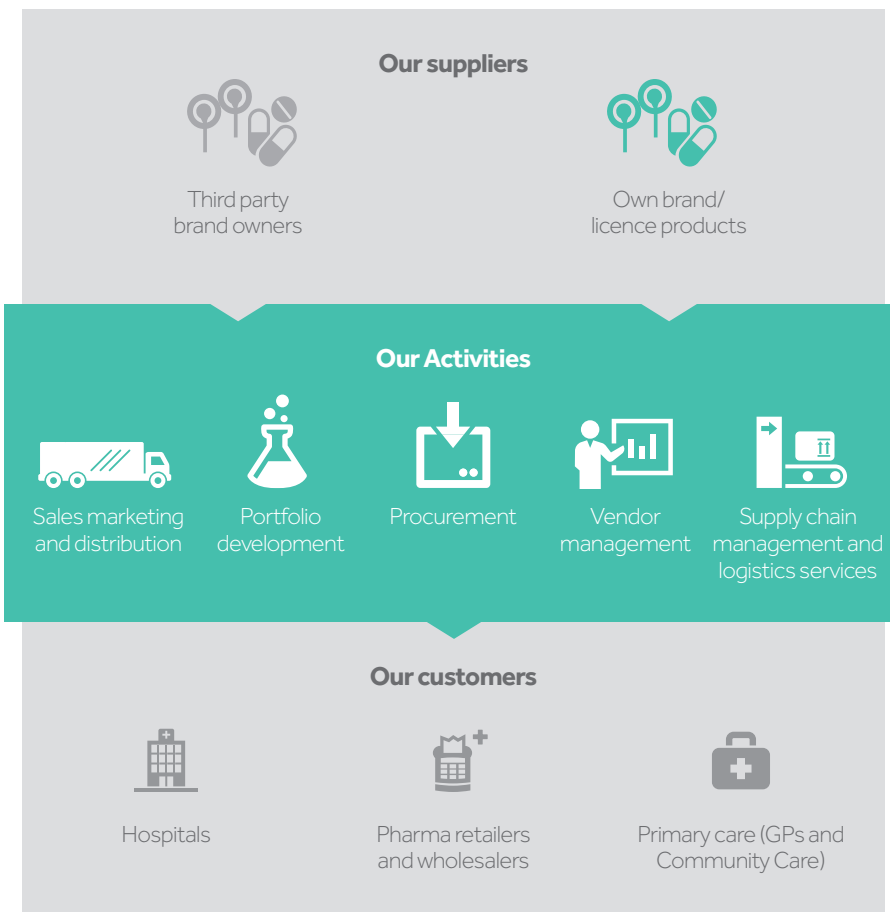 Our suppliers
Third party
brand owners
Own brand/
licence products
Our Activities
Sales marketing
and distribution
Portfolio
development
Procurement
Vendor
management
Supply chain
management and
logistics services
Our customers
Hospitals
Pharma retailers
and wholesalers
Primary care (GPs and
Community Care)